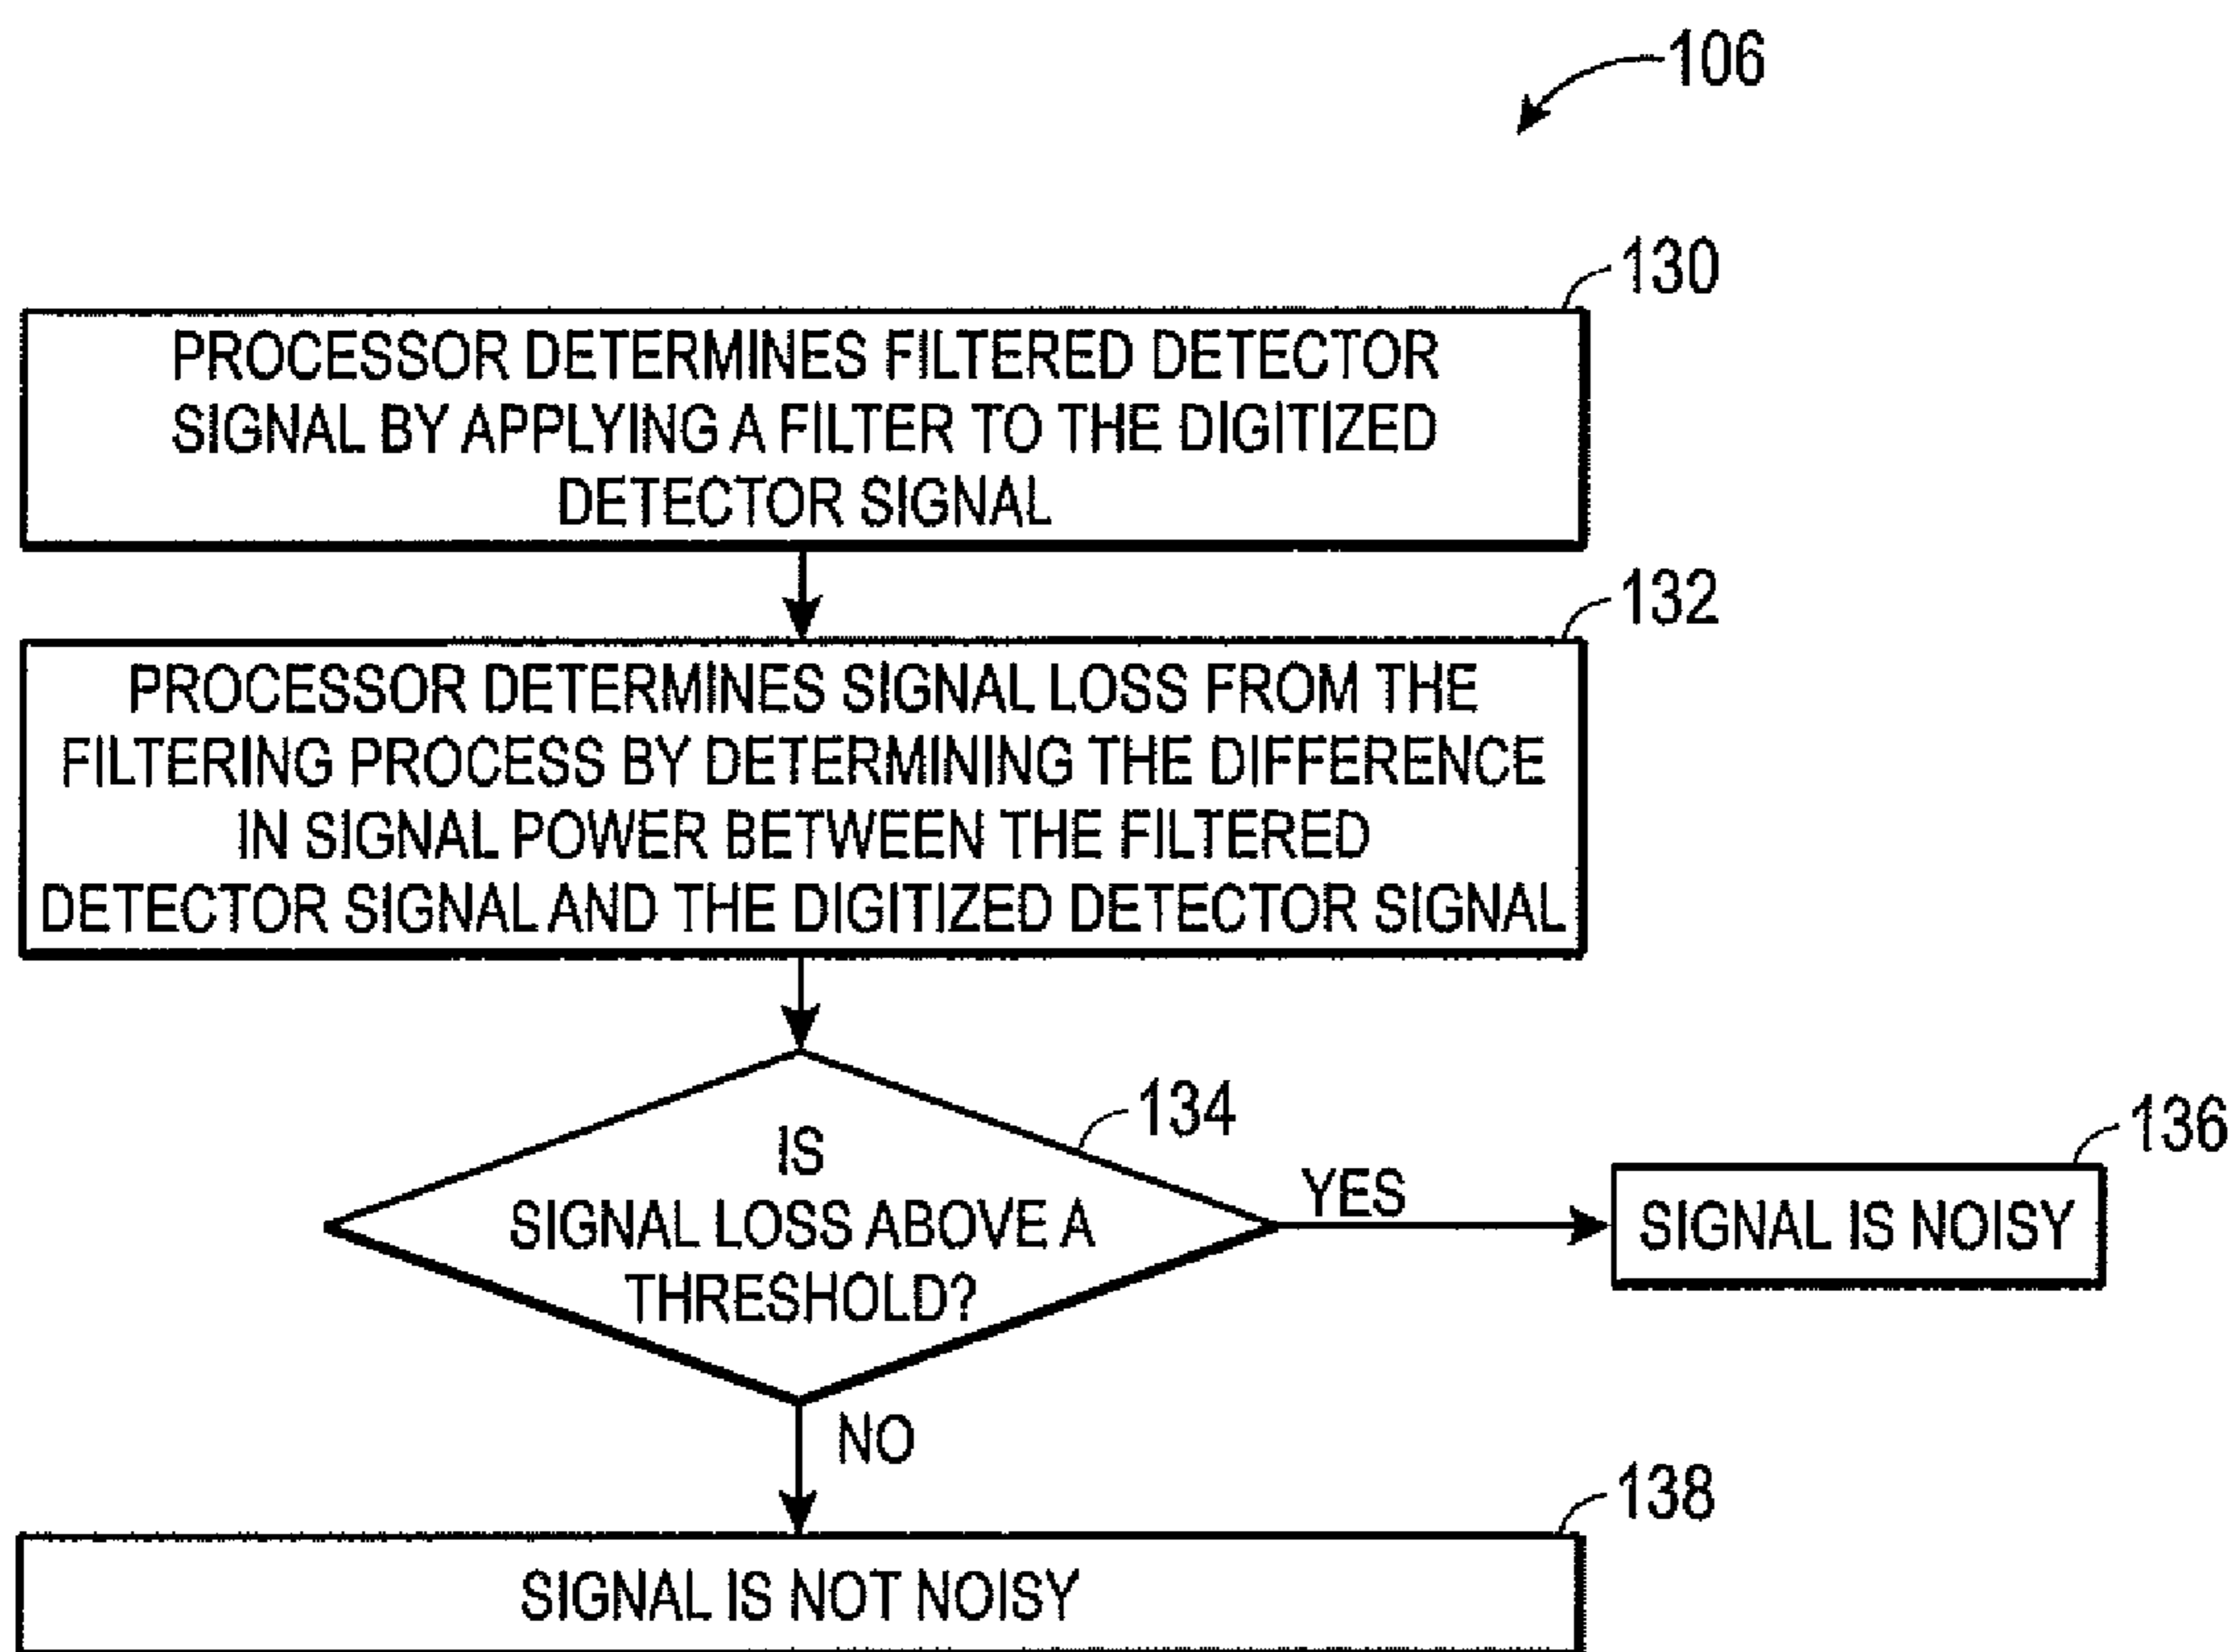 106
130
PROCESSOR DETERMINES FILTERED DETECTOR
SIGNAL BY APPLYING A FILTER TO THE DIGITIZED
DETECTOR SIGNAL
132
PROCESSOR DETERMINES SIGNAL LOSS FROM THE
FILTERING PROCESS BY DETERMINING THE DIFFERENCE
IN SIGNAL POWER BETWEEN THE FILTERED
DETECTOR SIGNAL AND THE DIGITIZED DETECTOR SIGNAL
134
IS
SIGNAL LOSS ABOVE A
THRESHOLD?
YES
136
SIGNAL IS NOISY
NO
138
SIGNAL IS NOT NOISY